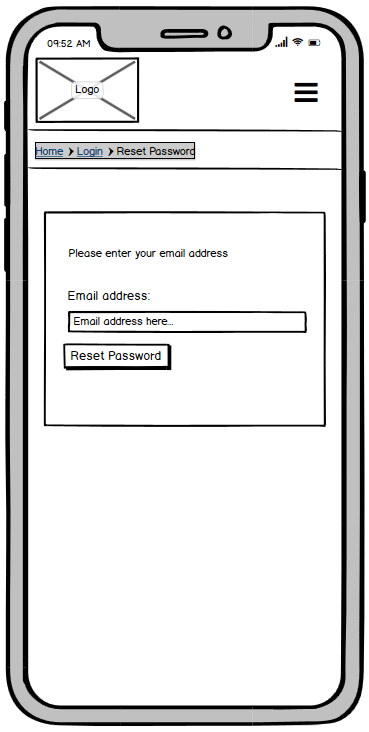 09:52 AM
Logo
Home > Login > Reset Password
Please enter your email address
Email address:
Email address here...
Reset Password